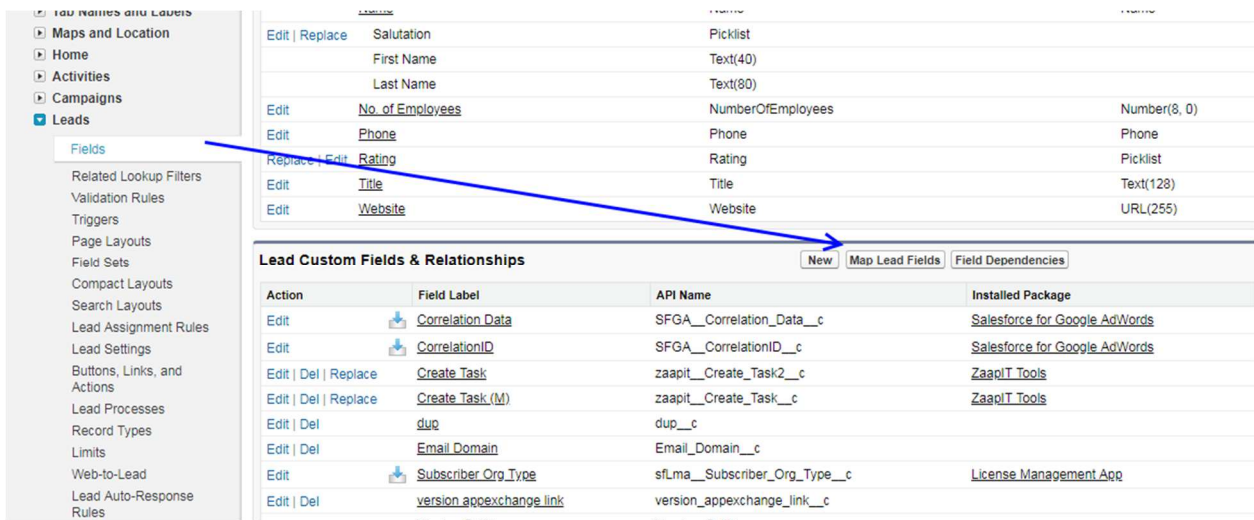 Tab Names and Labels
Maps and Location
Home
Activities
Campaigns
Leads
Fields
Related Lookup Filters
Validation Rules
Triggers
Page Layouts
Field Sets
Compact Layouts
Search Layouts
Lead Assignment Rules
Lead Settings
Buttons, Links, and
Actions
Lead Processes
Record Types
Limits
Web-to-Lead
Lead Auto-Response
Rules
Name Name Name
Edit | Replace Salutation Picklist
First Name Text(40)
Last Name Text(80)
Edit No. of Employees NumberOfEmployees Number(8, 0)
Edit Phone Phone Phone
Replace | Edit Rating Rating Picklist
Edit Title Title Text(128)
Edit Website Website URL(255)
Lead Custom Fields & Relationships New Map Lead Fields Field Dependencies
Action Field Label API Name Installed Package
Edit Correlation Data SFGA__Correlation_Data__c Salesforce for Google AdWords
Edit CorrelationID SFGA__CorrelationID__c Salesforce for Google AdWords
Edit | Del | Replace Create Task zaapit__Create_Task2__c ZaapIT Tools
Edit | Del | Replace Create Task (M) zaapit__Create_Task__c ZaapIT Tools
Edit | Del dup dup__c
Edit | Del Email Domain Email_Domain__c
Edit Subscriber Org Type sfLma__Subscriber_Org_Type__c License Management App
Edit | Del version appexchange link version_appexchange_link__c